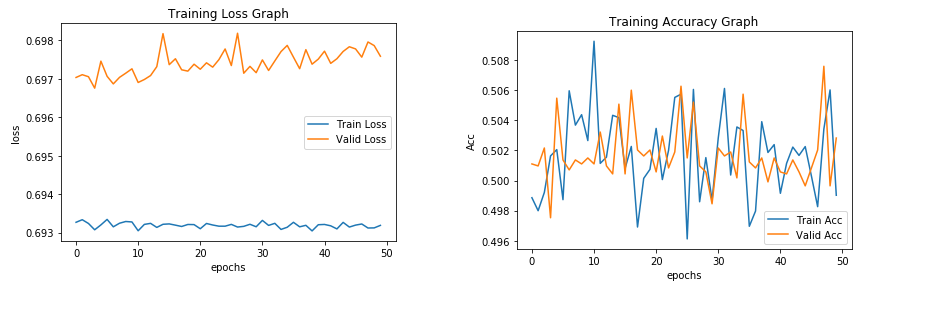 Training Loss Graph
0.698
0.697
0.696
0.695
0.694
0.693
loss
Train Loss
Valid Loss
0 10 20 30 40 50
epochs
Training Accuracy Graph
0.508
0.506
0.504
0.502
0.500
0.498
0.496
Acc
Train Acc
Valid Acc
0 10 20 30 40 50
epochs